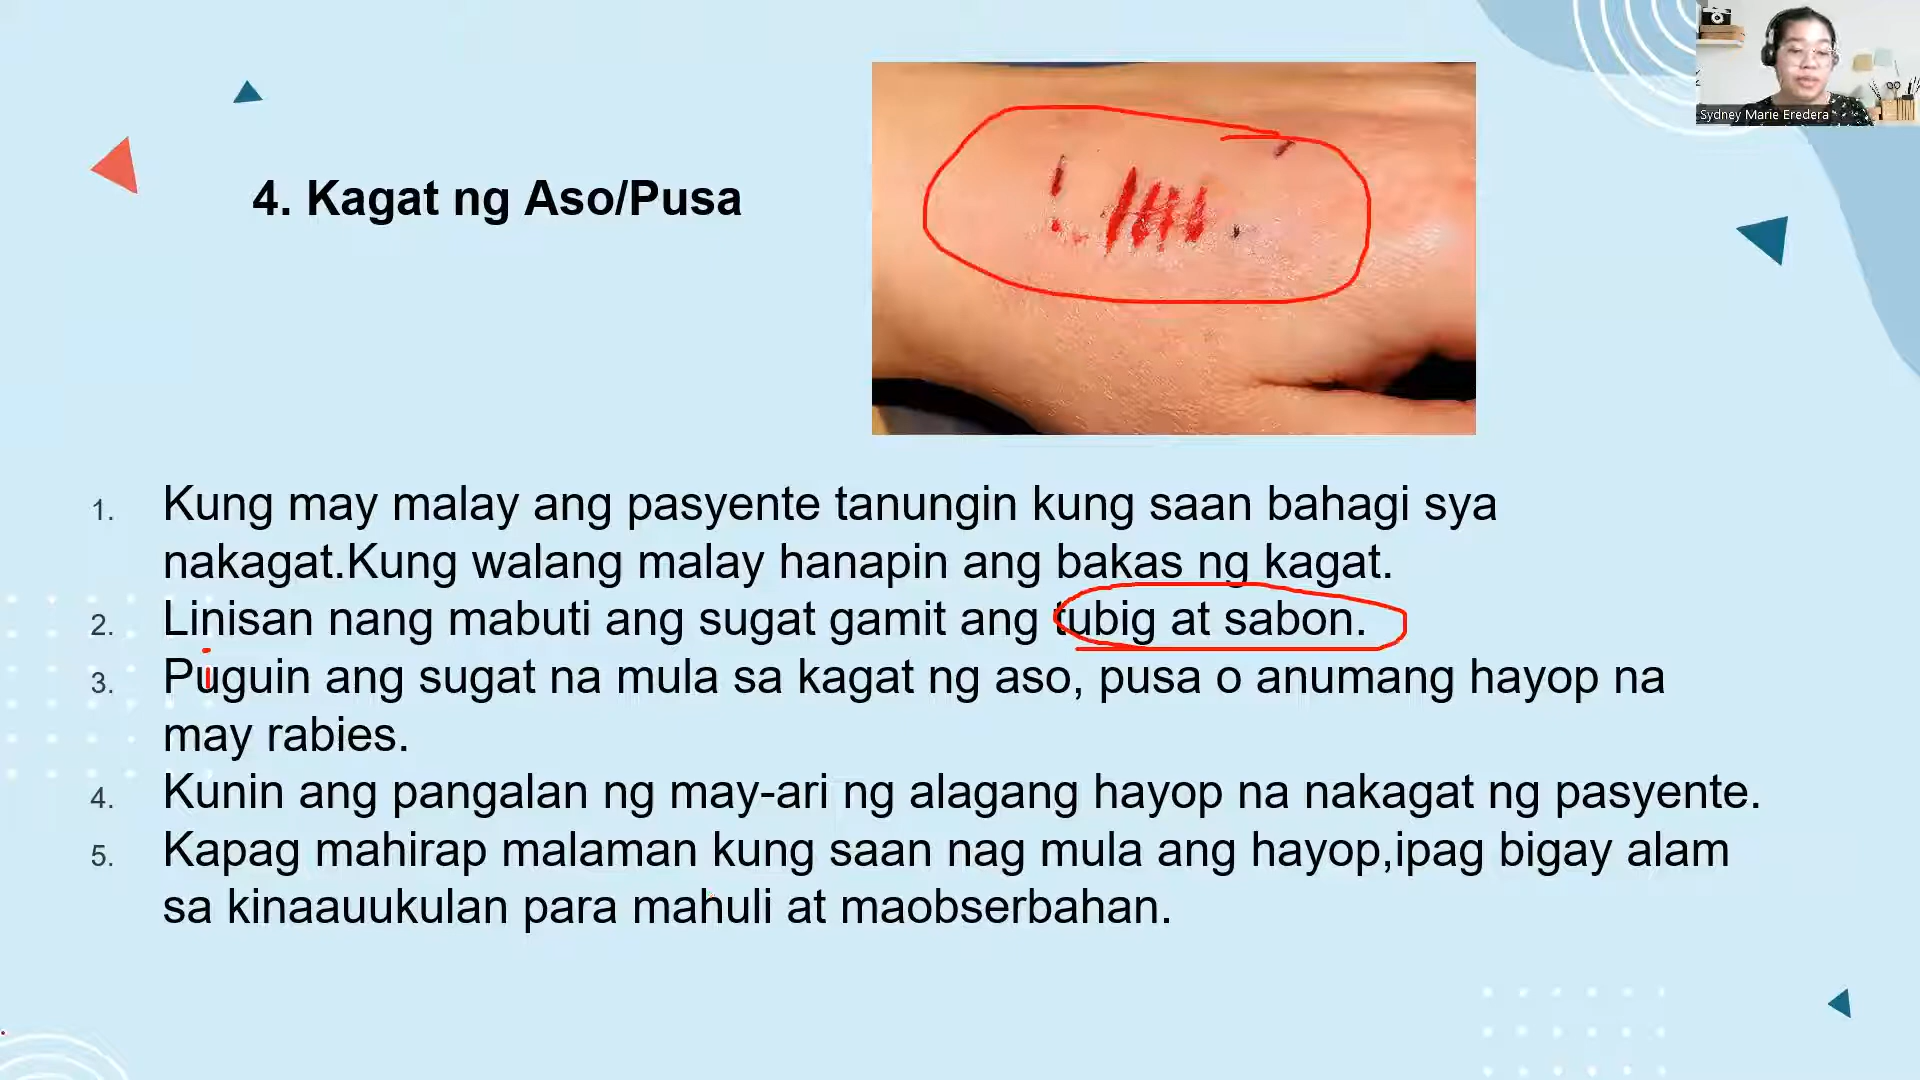 Sydney Marie Eredera
4. Kagat ng Aso/Pusa
1. Kung may malay ang pasyente tanungin kung saan bahagi sya
nakagat.Kung walang malay hanapin ang bakas ng kagat.
2. Linisan nang mabuti ang sugat gamit ang tubig at sabon.
3. Puguin ang sugat na mula sa kagat ng aso, pusa o anumang hayop na
may rabies.
4. Kunin ang pangalan ng may-ari ng alagang hayop na nakagat ng pasyente.
5. Kapag mahirap malaman kung saan nag mula ang hayop,ipag bigay alam
sa kinaauukulan para mahuli at maobserbahan.